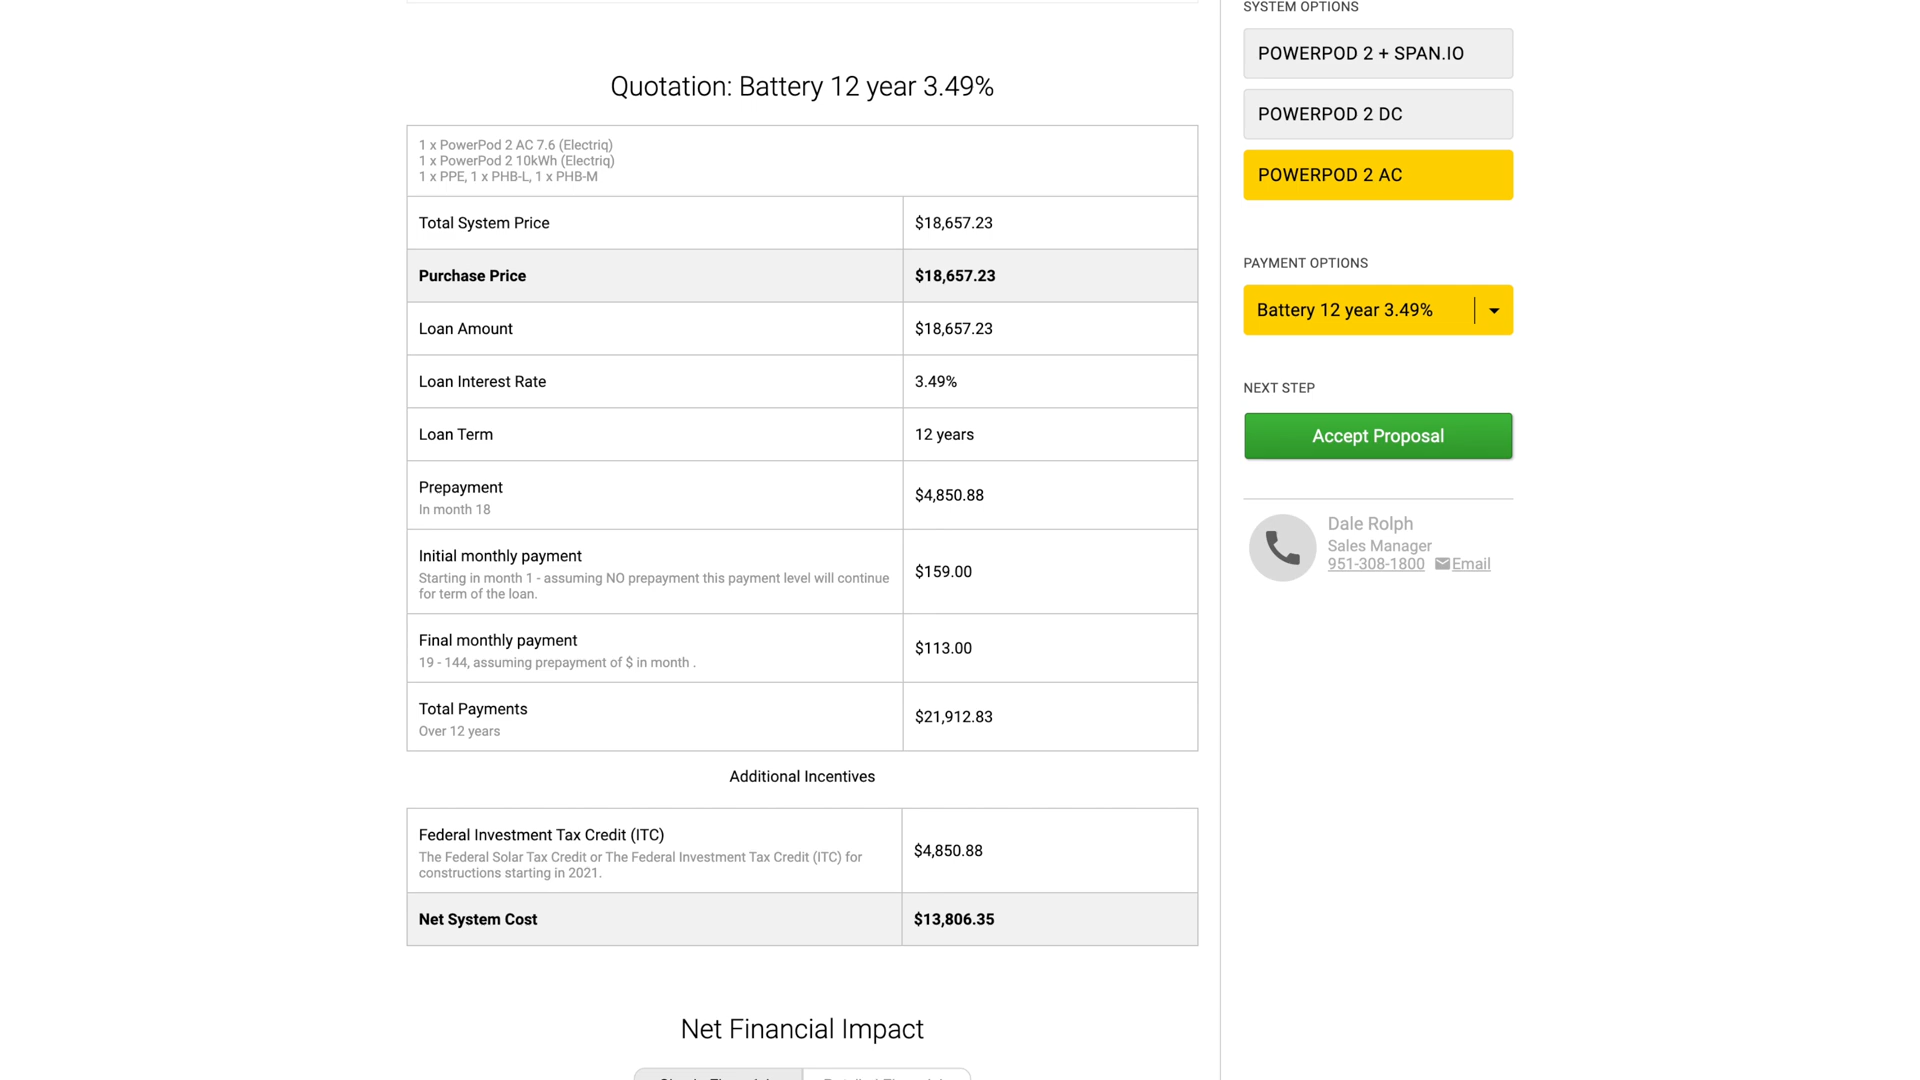 SYSTEM OPTIONS
POWERPOD 2 + SPAN.IO
POWERPOD 2 DC
POWERPOD 2 AC
PAYMENT OPTIONS
Battery 12 year 3.49%
NEXT STEP
Accept Proposal
Dale Rolph
Sales Manager
951-308-1800 Email
Quotation: Battery 12 year 3.49%
1 x PowerPod 2 AC 7.6 (Electriq)
1 x PowerPod 2 10kWh (Electriq)
1 x PPE, 1 x PHB-L, 1 x PHB-M
Total System Price $18,657.23
Purchase Price $18,657.23
Loan Amount $18,657.23
Loan Interest Rate 3.49%
Loan Term 12 years
Prepayment
In month 18
$4,850.88
Initial monthly payment
Starting in month 1 - assuming NO prepayment this payment level will continue
for term of the loan.
$159.00
Final monthly payment
19 - 144, assuming prepayment of $ in month .
$113.00
Total Payments
Over 12 years
$21,912.83
Additional Incentives
Federal Investment Tax Credit (ITC)
The Federal Solar Tax Credit or The Federal Investment Tax Credit (ITC) for
constructions starting in 2021.
$4,850.88
Net System Cost $13,806.35
Net Financial Impact